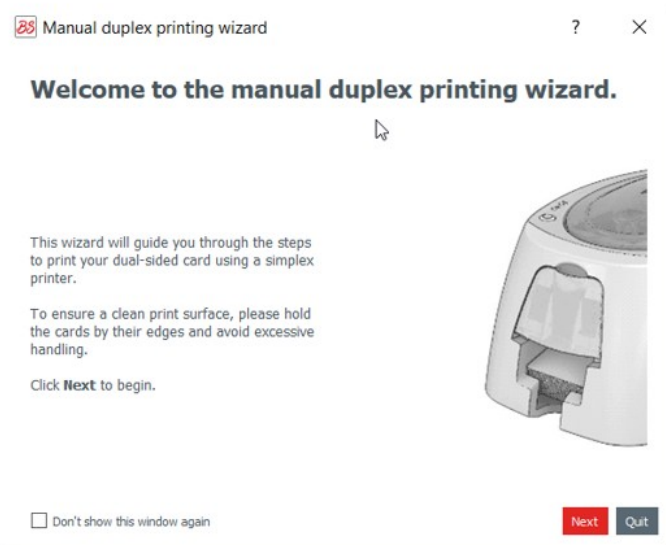 BS Manual duplex printing wizard ? 
Welcome to the manual duplex printing wizard.
This wizard will guide you through the steps
to print your dual-sided card using a simplex
printer.
To ensure a clean print surface, please hold
the cards by their edges and avoid excessive
handling.
Click Next to begin.
Don't show this window again
Next Quit